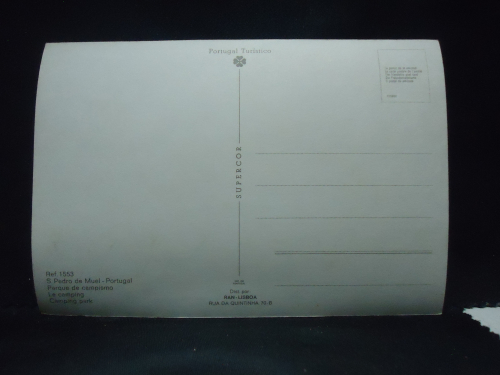 Portugal Turístico
SUPERCOR
Ref. 1553
S. Pedro de Muel - Portugal
Parque de campismo
Le camping
Camping park
Dist. por
RAN-LISBOA
RUA DA QUINTINHA 70-B